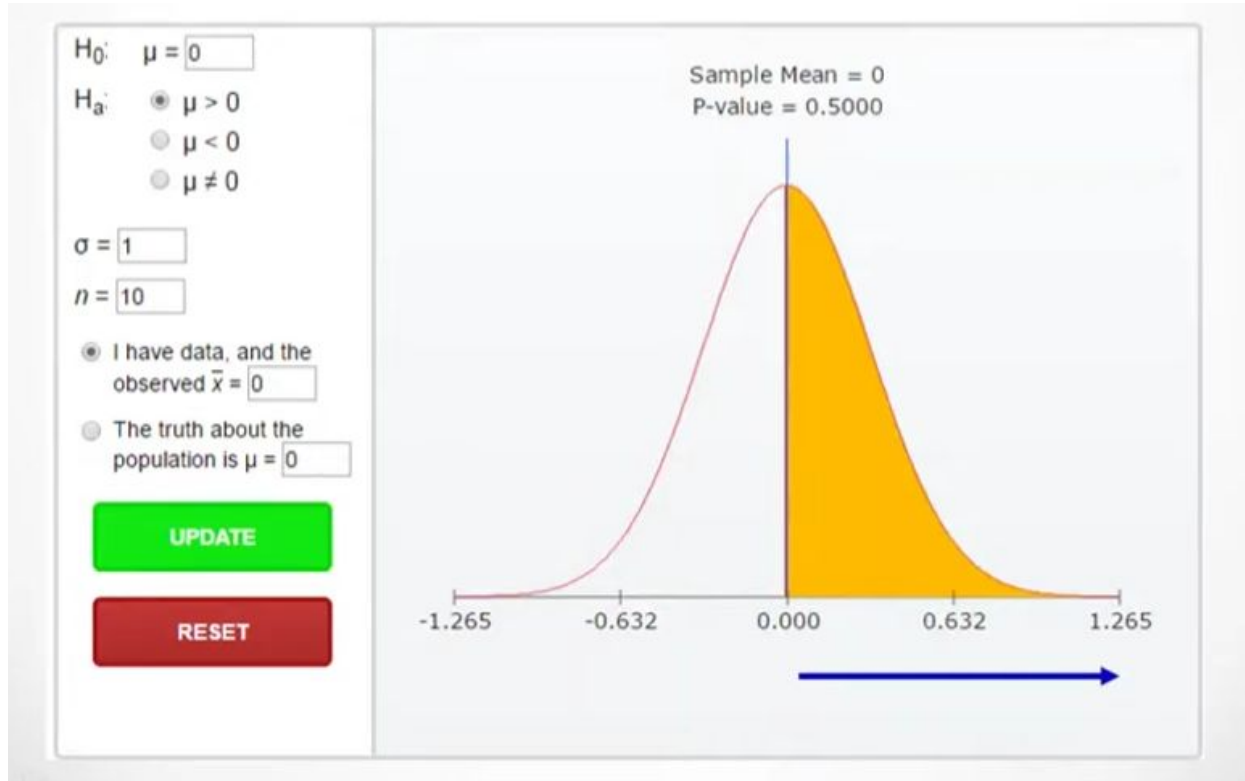 H0: μ = 0
Ha: μ > 0
μ < 0
μ ≠ 0
σ = 1
n = 10
I have data, and the
observed x̅ = 0
The truth about the
population is μ = 0
UPDATE
RESET
Sample Mean = 0
P-value = 0.5000
-1.265 -0.632 0.000 0.632 1.265